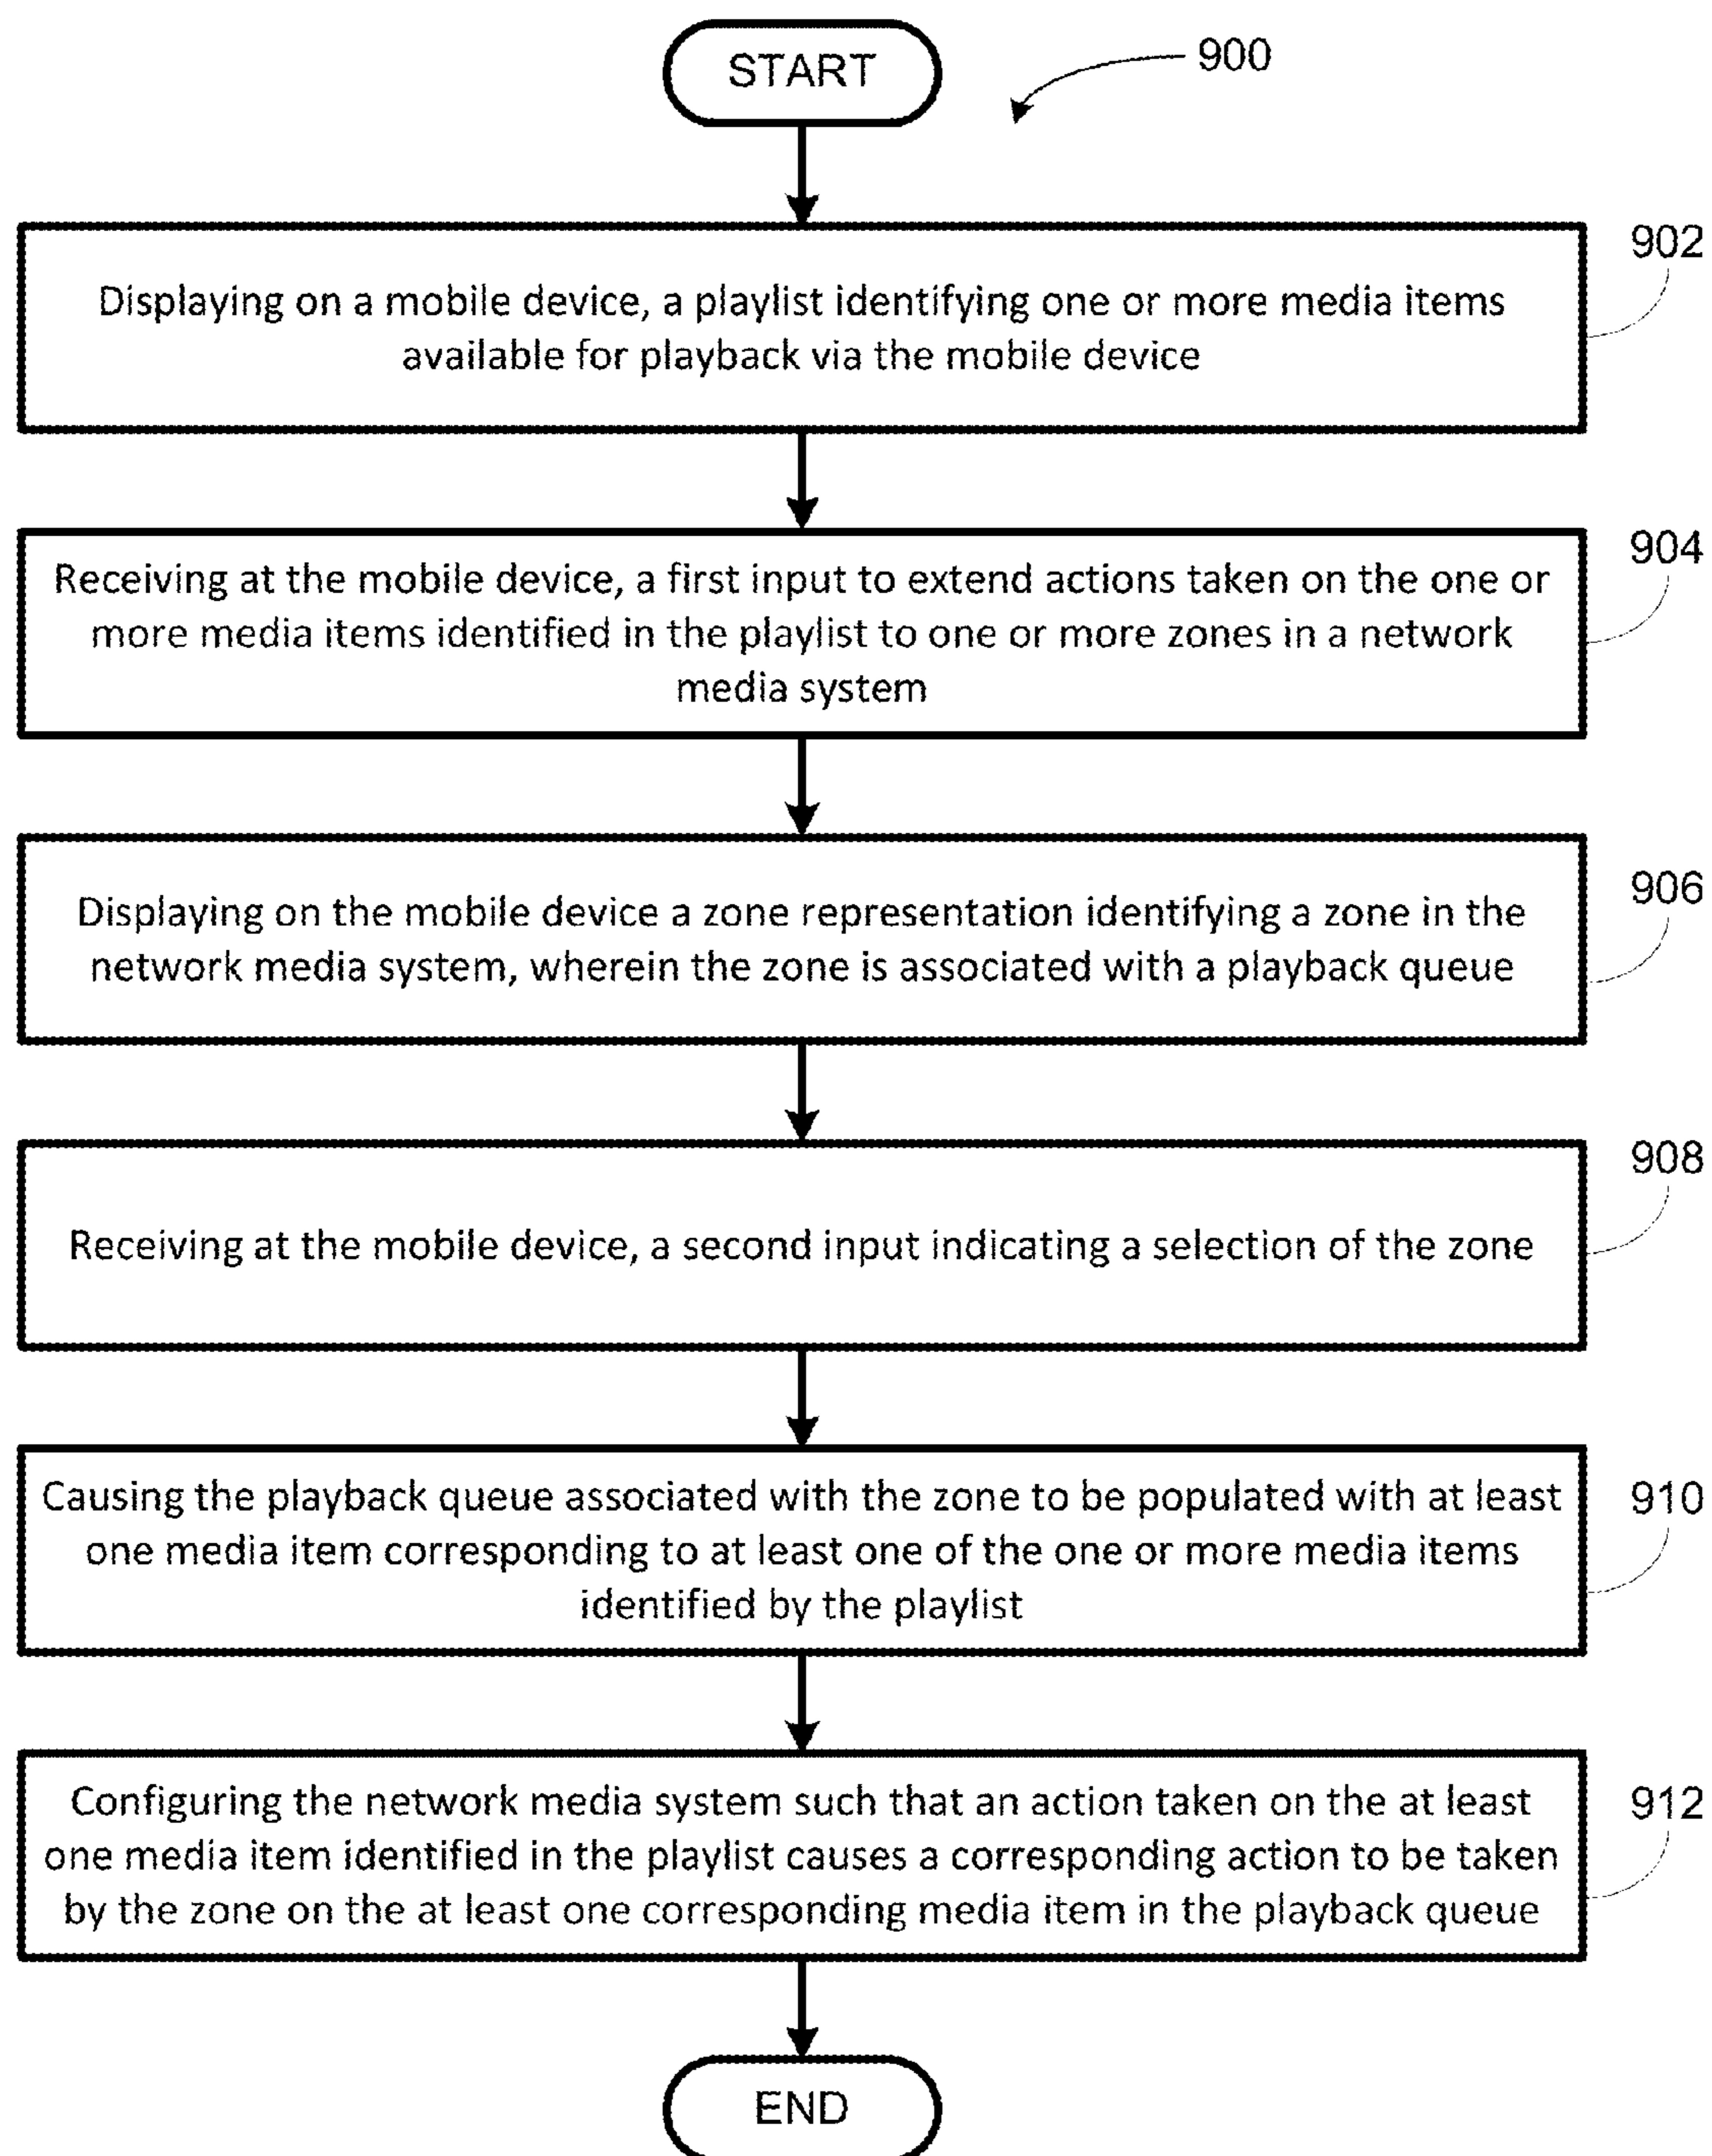 START
900
902
Displaying on a mobile device, a playlist identifying one or more media items
available for playback via the mobile device
904
Receiving at the mobile device, a first input to extend actions taken on the one or
more media items identified in the playlist to one or more zones in a network
media system
906
Displaying on the mobile device a zone representation identifying a zone in the
network media system, wherein the zone is associated with a playback queue
908
Receiving at the mobile device, a second input indicating a selection of the zone
910
Causing the playback queue associated with the zone to be populated with at least
one media item corresponding to at least one of the one or more media items
identified by the playlist
912
Configuring the network media system such that an action taken on the at least
one media item identified in the playlist causes a corresponding action to be taken
by the zone on the at least one corresponding media item in the playback queue
END